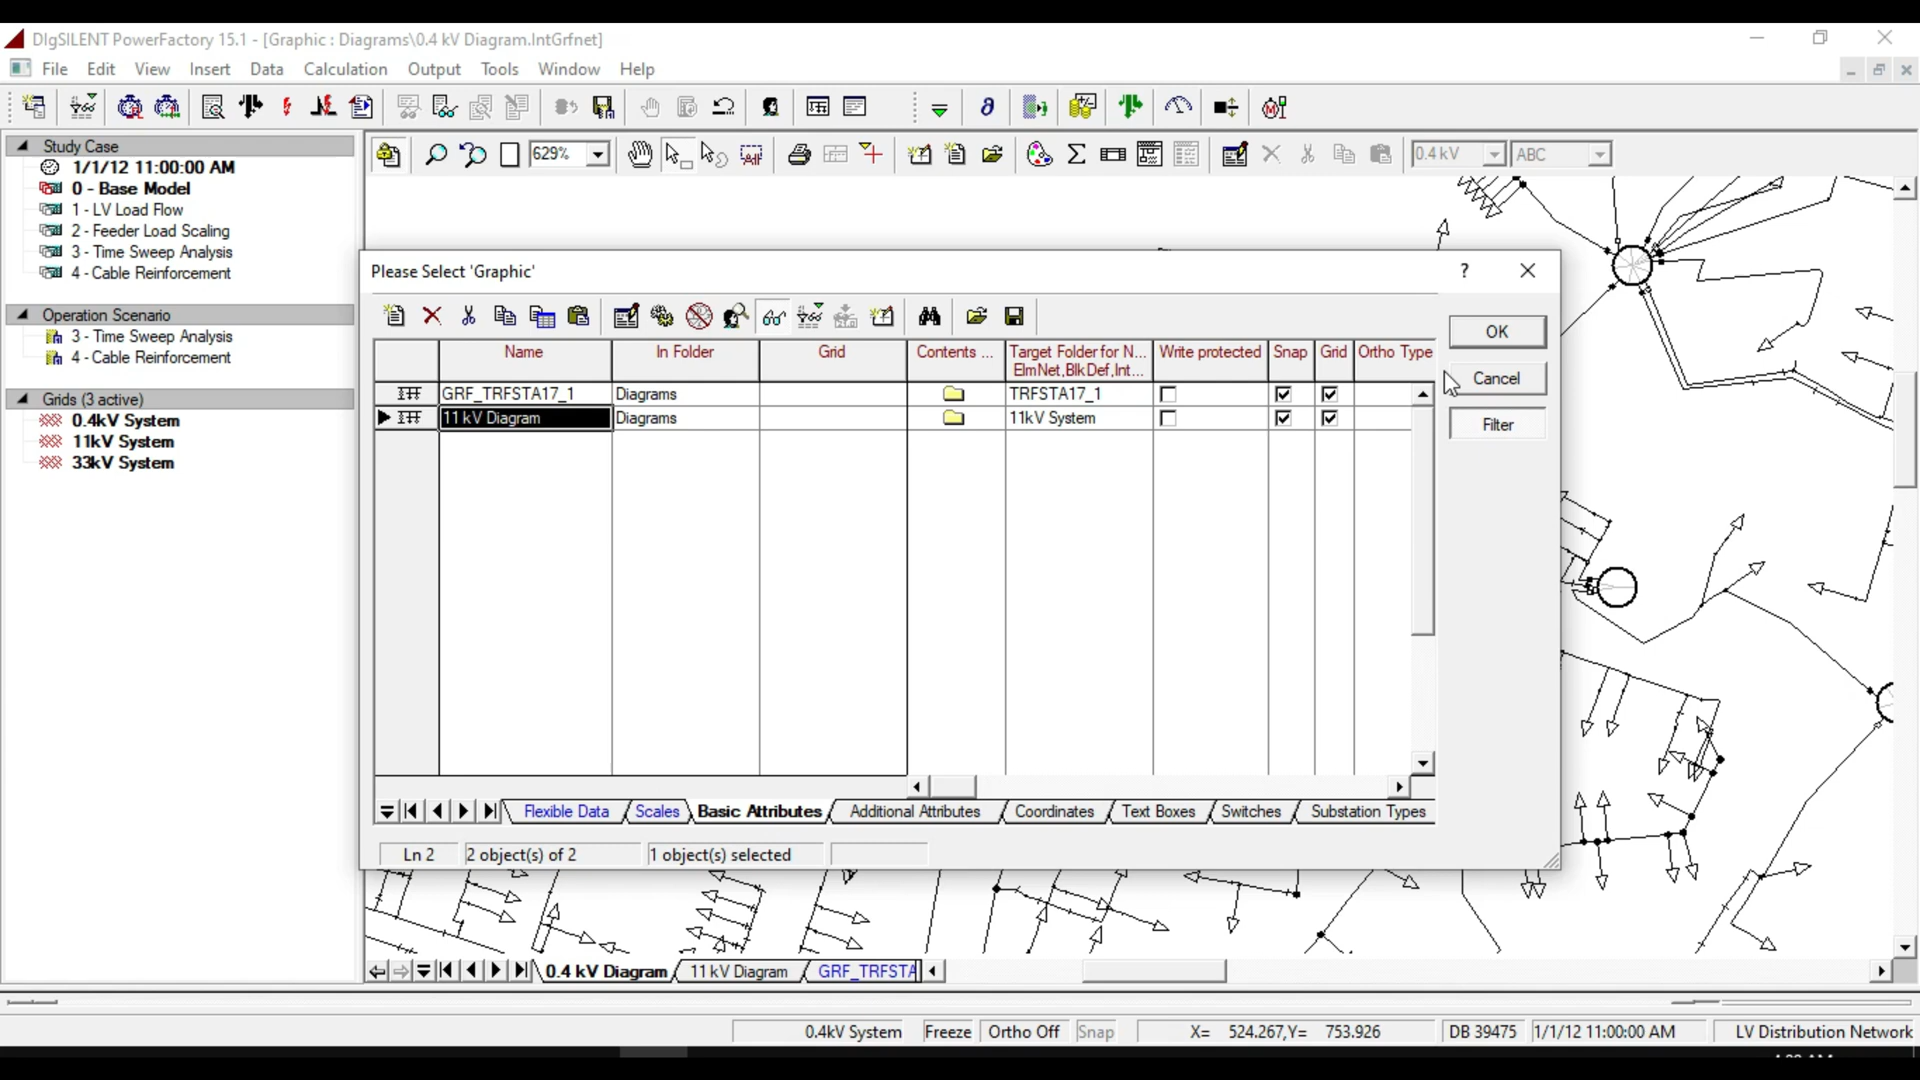 DIgSILENT PowerFactory 15.1 - [Graphic : Diagrams\0.4 kV Diagram.IntGrfnet]
File Edit View Insert Data Calculation Output Tools Window Help
629%
0.4 kV ABC
Study Case
1/1/12 11:00:00 AM
0 - Base Model
1 - LV Load Flow
2 - Feeder Load Scaling
3 - Time Sweep Analysis
4 - Cable Reinforcement
Operation Scenario
3 - Time Sweep Analysis
4 - Cable Reinforcement
Grids (3 active)
0.4kV System
11kV System
33kV System
Please Select 'Graphic'
Name In Folder Grid Contents ... Target Folder for N... Write protected Snap Grid Ortho Type
ElmNet,BlkDef,Int...
GRF_TRFSTA17_1 Diagrams TRFSTA17_1
11 kV Diagram Diagrams 11kV System
OK
Cancel
Filter
Flexible Data Scales Basic Attributes Additional Attributes Coordinates Text Boxes Switches Substation Types
Ln 2 2 object(s) of 2 1 object(s) selected
0.4 kV Diagram 11 kV Diagram GRF_TRFSTA
0.4kV System Freeze Ortho Off Snap X= 524.267,Y= 753.926 DB 39475 1/1/12 11:00:00 AM LV Distribution Network